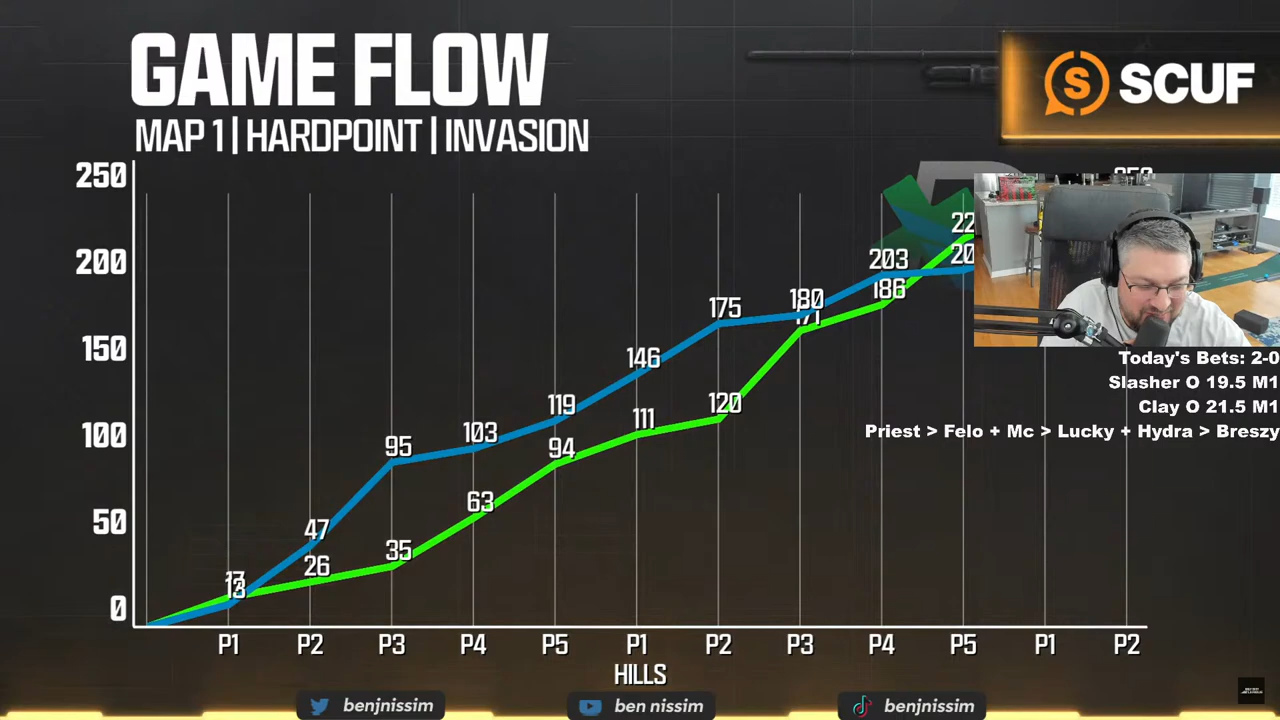 GAME FLOW
MAP 1 | HARDPOINT | INVASION
SCUF
250
200
150
100
50
0
13
47
26
95
35
103
63
119
94
146
111
175
120
180
171
203
186
22
20
P1 P2 P3 P4 P5 P1 P2 P3 P4 P5 P1 P2
HILLS
Today's Bets: 2-0
Slasher O 19.5 M1
Clay O 21.5 M1
Priest > Felo + Mc > Lucky + Hydra > Breszy
benjnissim
ben nissim
benjnissim